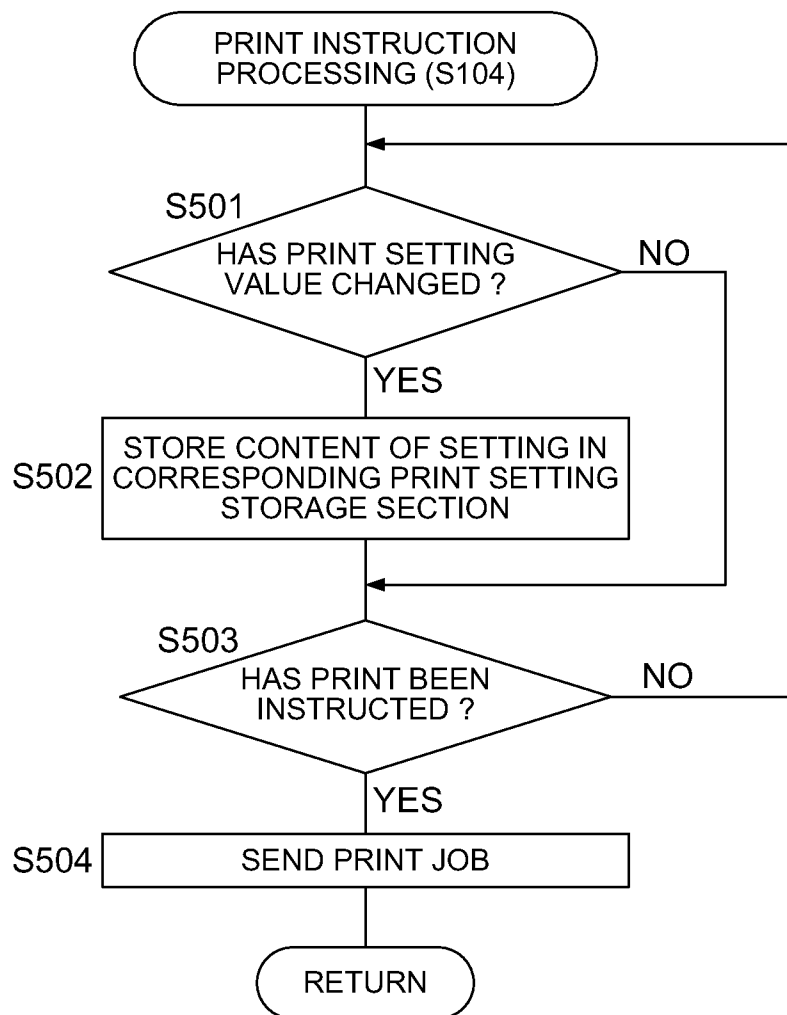 PRINT INSTRUCTION
PROCESSING (S104)
S501
HAS PRINT SETTING
VALUE CHANGED ?
NO
YES
S502
STORE CONTENT OF SETTING IN
CORRESPONDING PRINT SETTING
STORAGE SECTION
S503
HAS PRINT BEEN
INSTRUCTED ?
NO
YES
S504
SEND PRINT JOB
RETURN